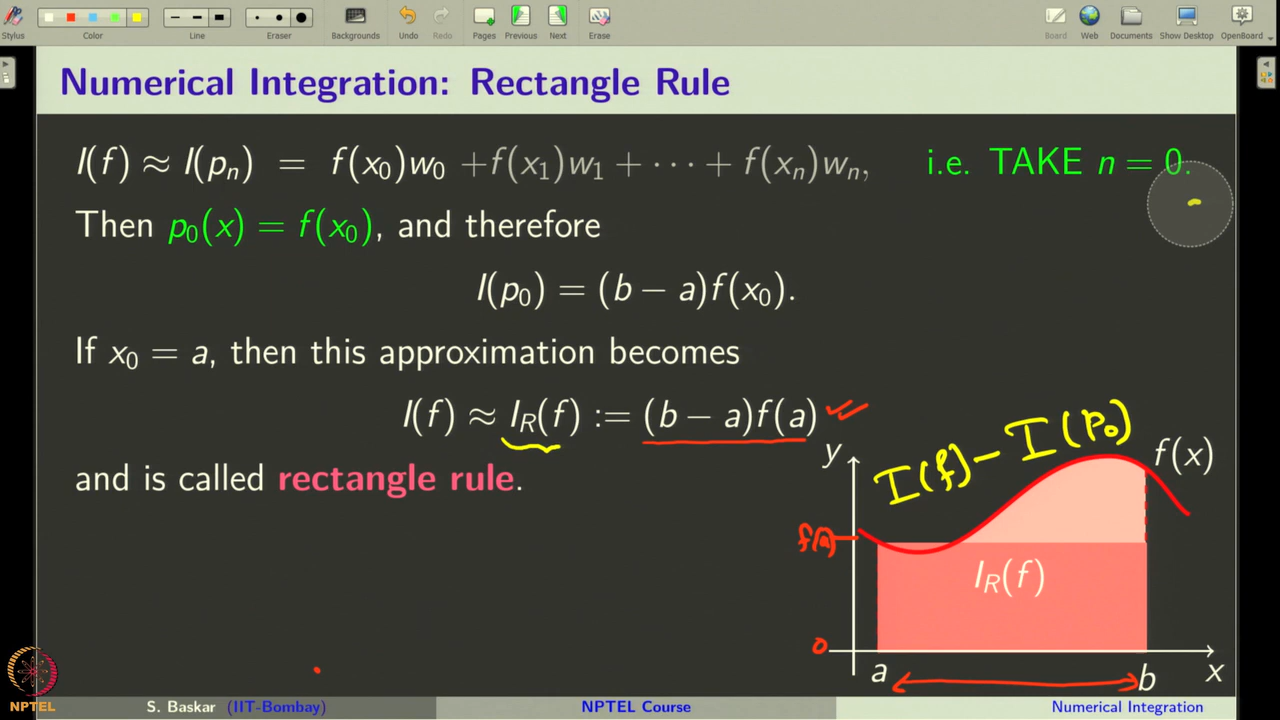 Stylus Color Line Eraser Backgrounds Undo Redo Pages Previous Next Erase Board Web Documents Show Desktop OpenBoard
Numerical Integration: Rectangle Rule
I(f) ≈ I(pₙ) = f(x₀)w₀ +f(x₁)w₁ + ⋯ + f(xₙ)wₙ, i.e. TAKE n = 0.
Then p₀(x) = f(x₀), and therefore
I(p₀) = (b − a)f(x₀).
If x₀ = a, then this approximation becomes
I(f) ≈ I_R(f) := (b − a)f(a)
and is called rectangle rule.
I(f) − I(p₀)
y
f(x)
f(a)
I_R(f)
0
a
b
x
NPTEL
S. Baskar (IIT-Bombay) NPTEL Course Numerical Integration